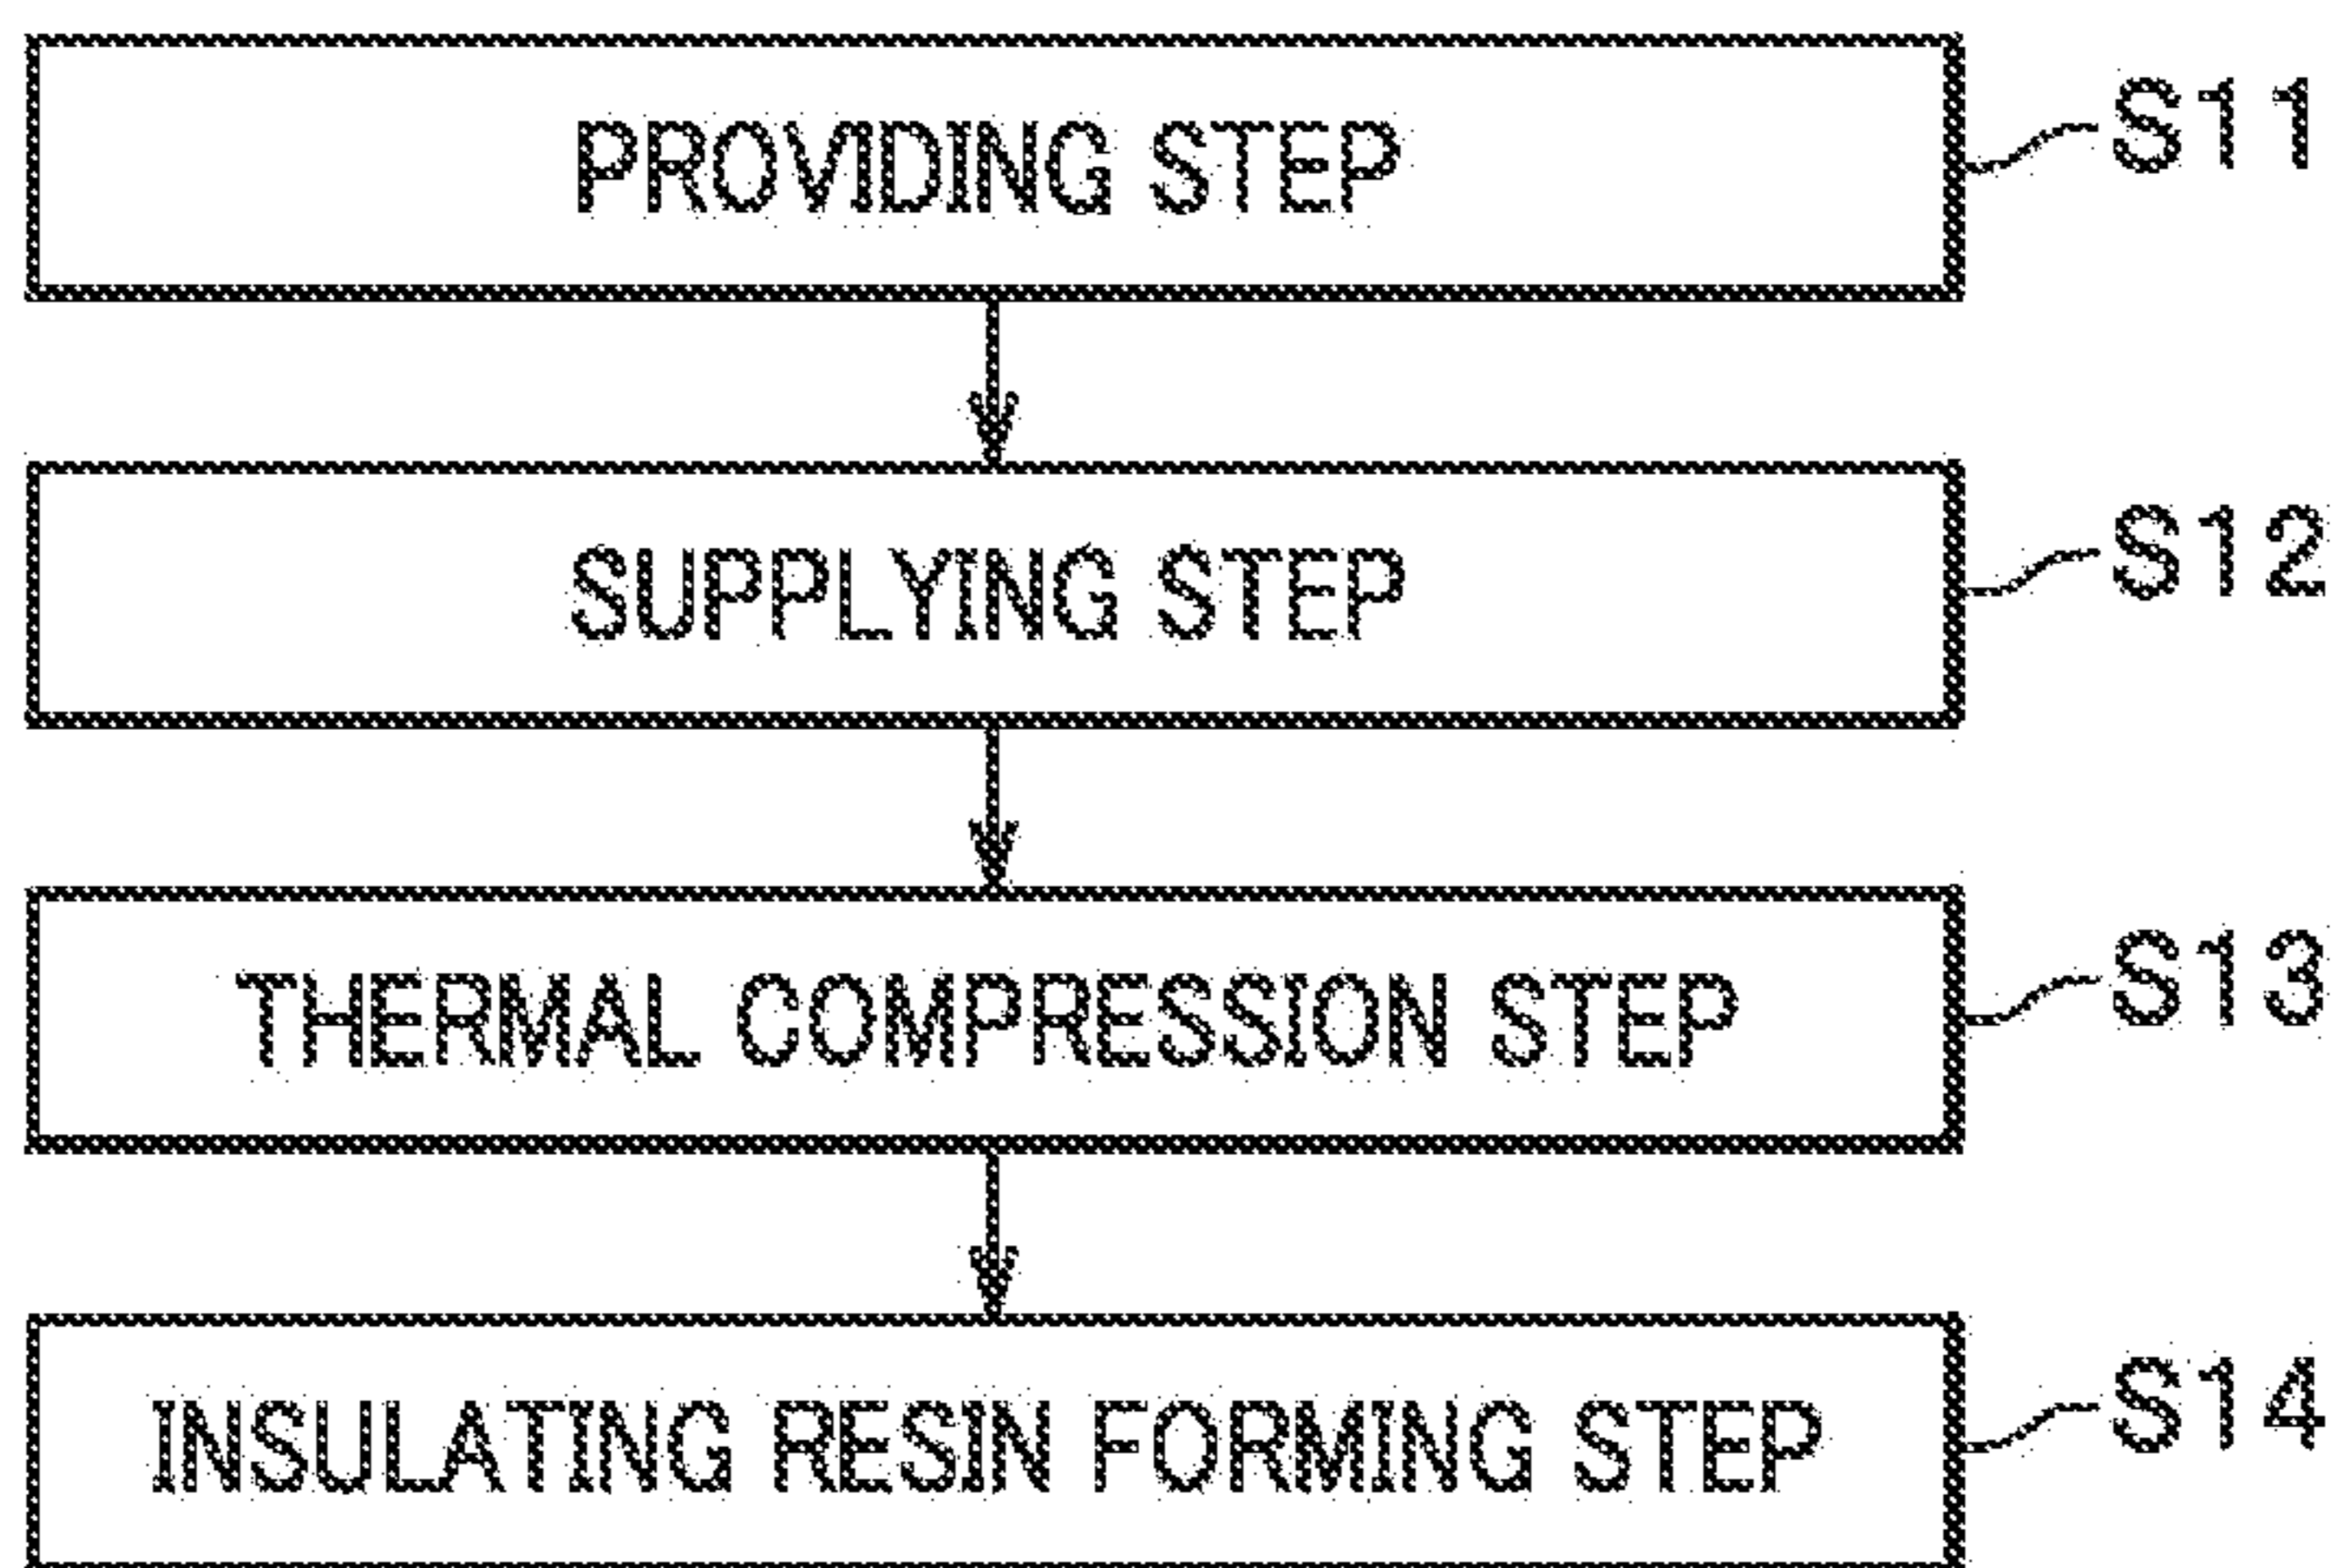 PROVIDING STEP S11
SUPPLYING STEP S12
THERMAL COMPRESSION STEP S13
INSULATING RESIN FORMING STEP S14